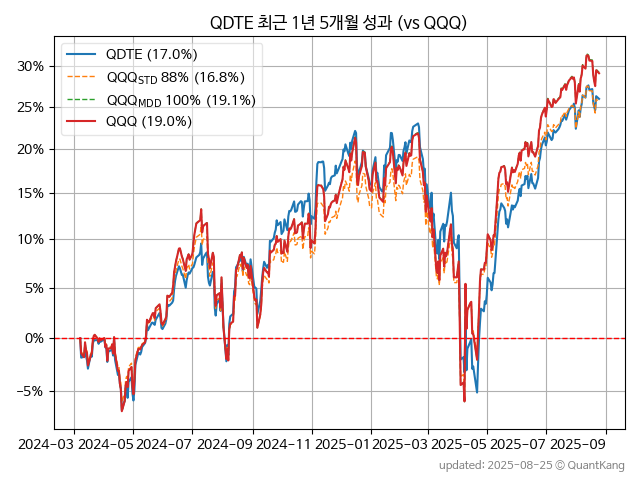 QDTE 최근 1년 5개월 성과 (vs QQQ)
QDTE (17.0%)
QQQSTD 88% (16.8%)
QQQMDD 100% (19.1%)
QQQ (19.0%)
30%
25%
20%
15%
10%
5%
0%
−5%
2024-03 2024-05 2024-07 2024-09 2024-11 2025-01 2025-03 2025-05 2025-07 2025-09
updated: 2025-08-25 © QuantKang